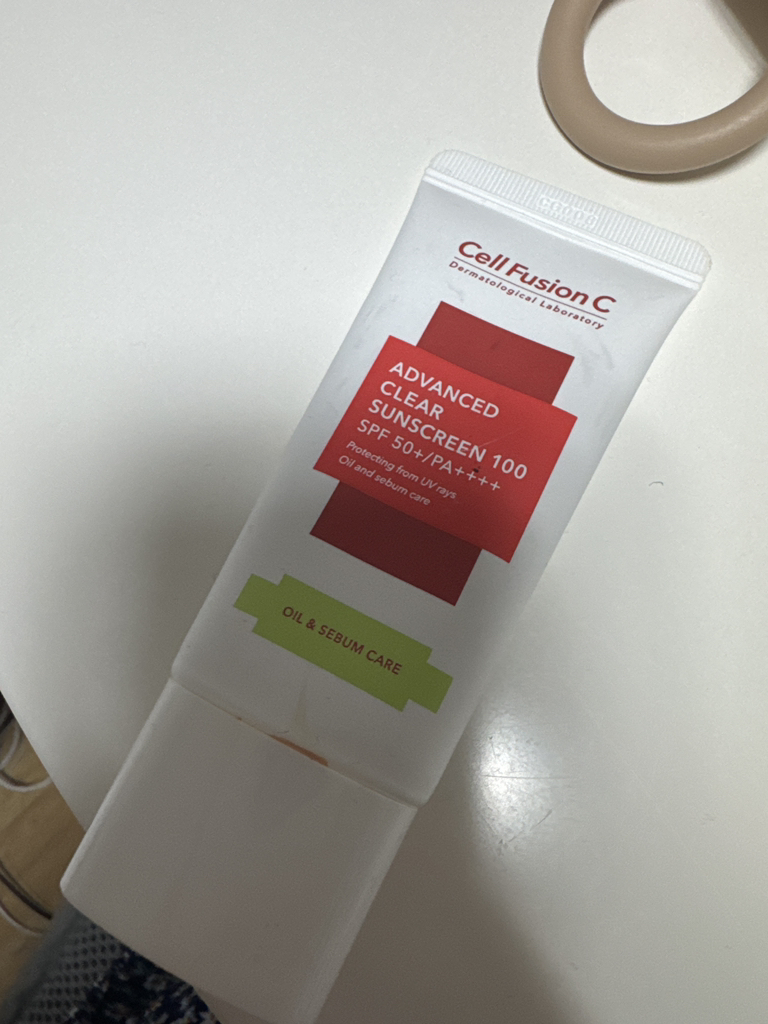 Cell Fusion C
Dermatological Laboratory
ADVANCED
CLEAR
SUNSCREEN 100
SPF 50+/PA++++
Protecting from UV rays
Oil and sebum care
OIL & SEBUM CARE